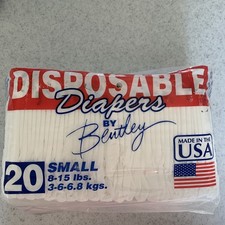 DISPOSABLE
Diapers
BY
Bentley
MADE IN THE
USA
20
SMALL
8-15 lbs.
3-6-6.8 kgs.